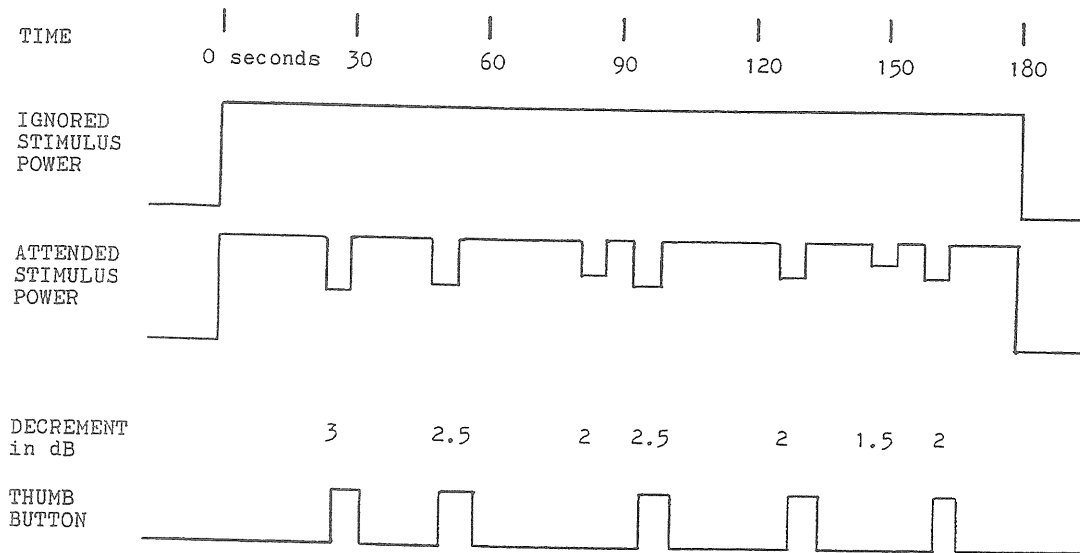 TIME
0 seconds 30 60 90 120 150 180
IGNORED
STIMULUS
POWER
ATTENDED
STIMULUS
POWER
DECREMENT
in dB
3 2.5 2 2.5 2 1.5 2
THUMB
BUTTON